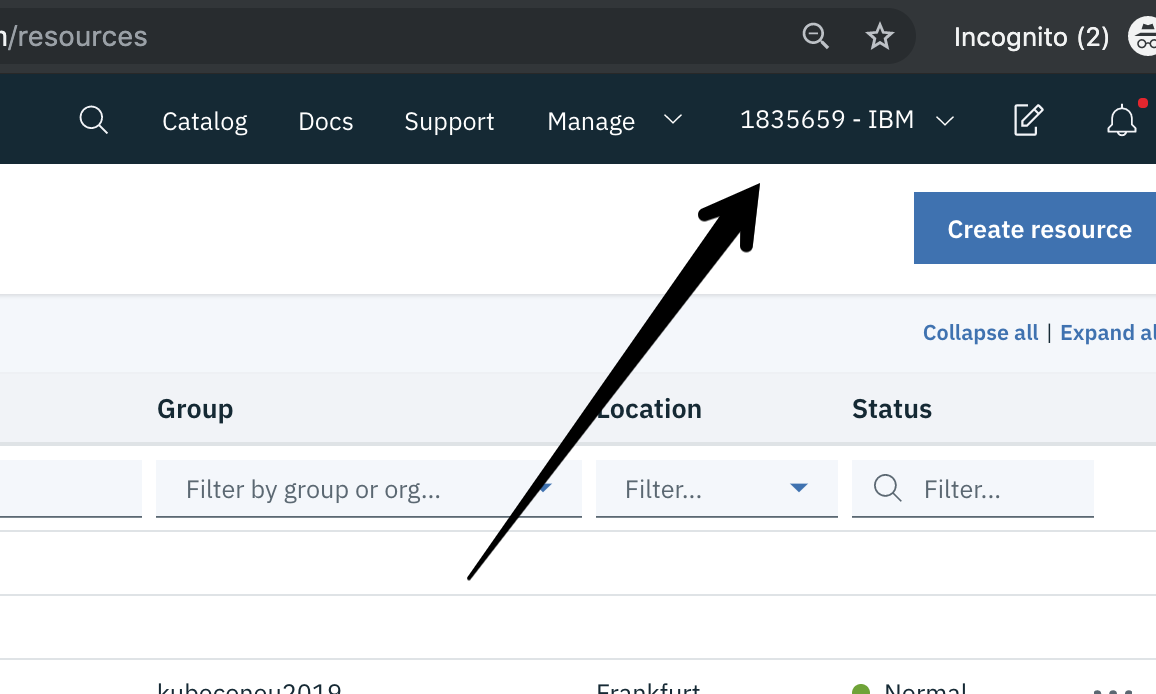 /resources
Incognito (2)
Catalog Docs Support Manage 1835659 - IBM
Create resource
Collapse all | Expand al
Group Location Status
Filter by group or org... Filter... Filter...
kubeconeu2019 Frankfurt Normal